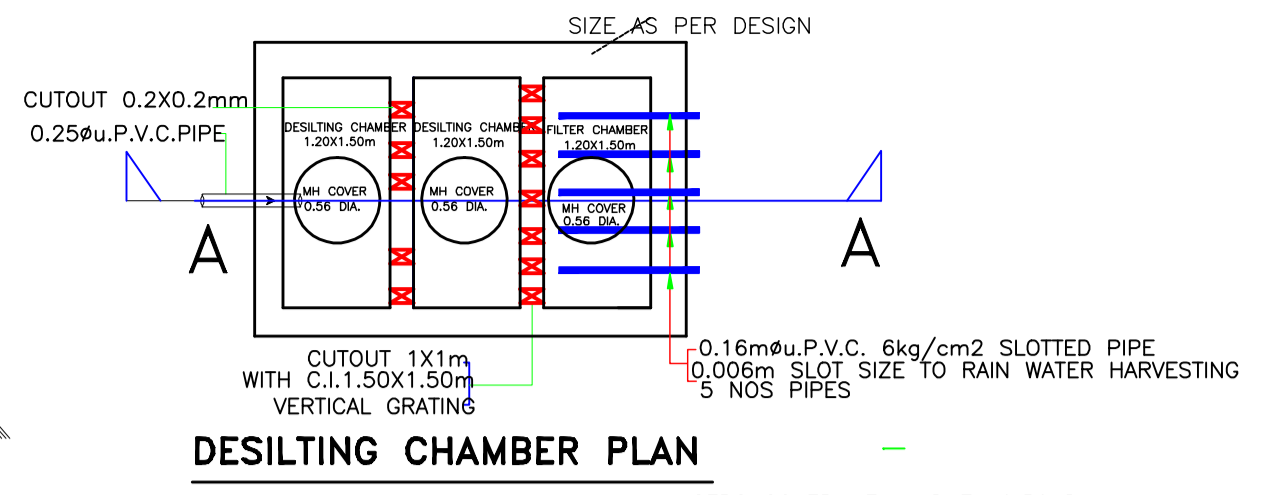 SIZE AS PER DESIGN
CUTOUT 0.2X0.2mm
0.25øu.P.V.C.PIPE
DESILTING CHAMBER
1.20X1.50m
DESILTING CHAMBER
1.20X1.50m
FILTER CHAMBER
1.20X1.50m
MH COVER
0.56 DIA.
MH COVER
0.56 DIA.
MH COVER
0.56 DIA.
A
A
CUTOUT 1X1m
WITH C.I.1.50X1.50m
VERTICAL GRATING
0.16møu.P.V.C. 6kg/cm2 SLOTTED PIPE
0.006m SLOT SIZE TO RAIN WATER HARVESTING
5 NOS PIPES
DESILTING CHAMBER PLAN